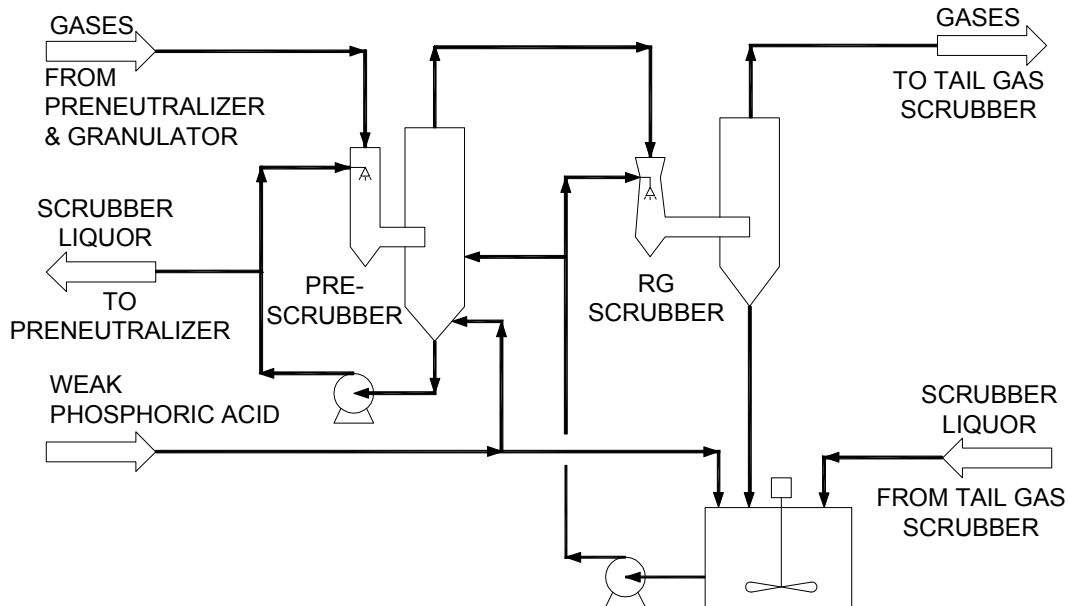 GASES
FROM
PRENEUTRALIZER
& GRANULATOR
GASES
TO TAIL GAS
SCRUBBER
SCRUBBER
LIQUOR
TO
PRENEUTRALIZER
PRE-
SCRUBBER
RG
SCRUBBER
WEAK
PHOSPHORIC ACID
SCRUBBER
LIQUOR
FROM TAIL GAS
SCRUBBER